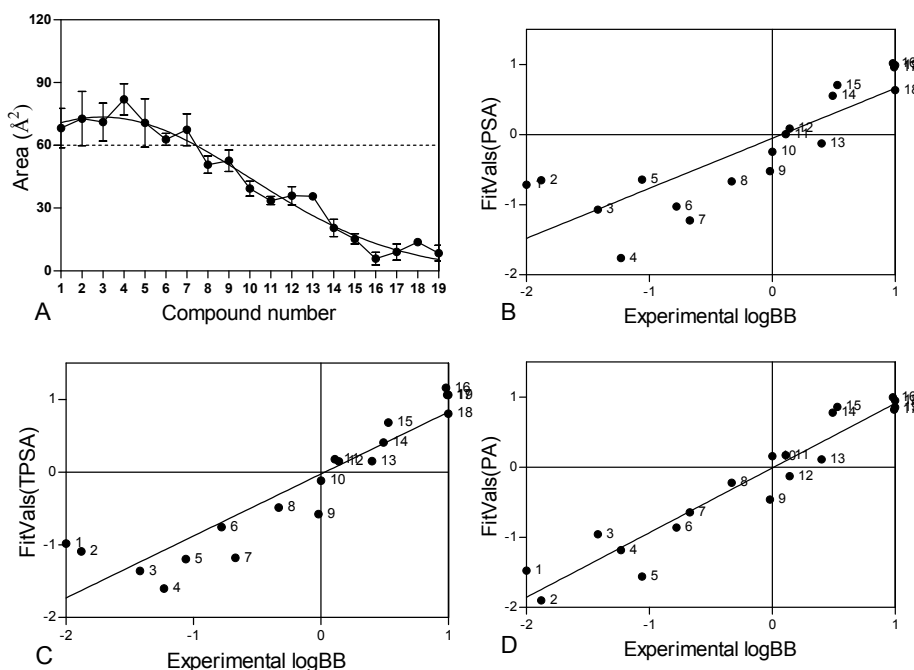 120
90
60
30
0
Area (Å²)
1 2 3 4 5 6 7 8 9 10 11 12 13 14 15 16 17 18 19
Compound number
A
1
0
-1
-2
FitVals(PSA)
1 2 3 4 5 6 7 8 9 10 11 12 13 14 15 16 18
-2 -1 0 1
Experimental logBB
B
1
0
-1
-2
FitVals(TPSA)
1 2 3 4 5 6 7 8 9 10 11 12 13 14 15 16 19 18
-2 -1 0 1
Experimental logBB
C
1
0
-1
-2
FitVals(PA)
1 2 3 4 5 6 7 8 9 11 12 13 14 15 16
-2 -1 0 1
Experimental logBB
D